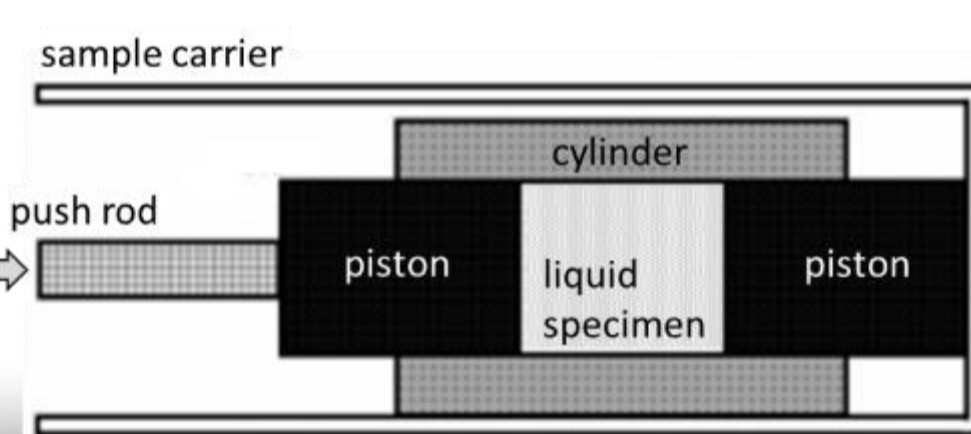 sample carrier
cylinder
push rod
piston
liquid
specimen
piston